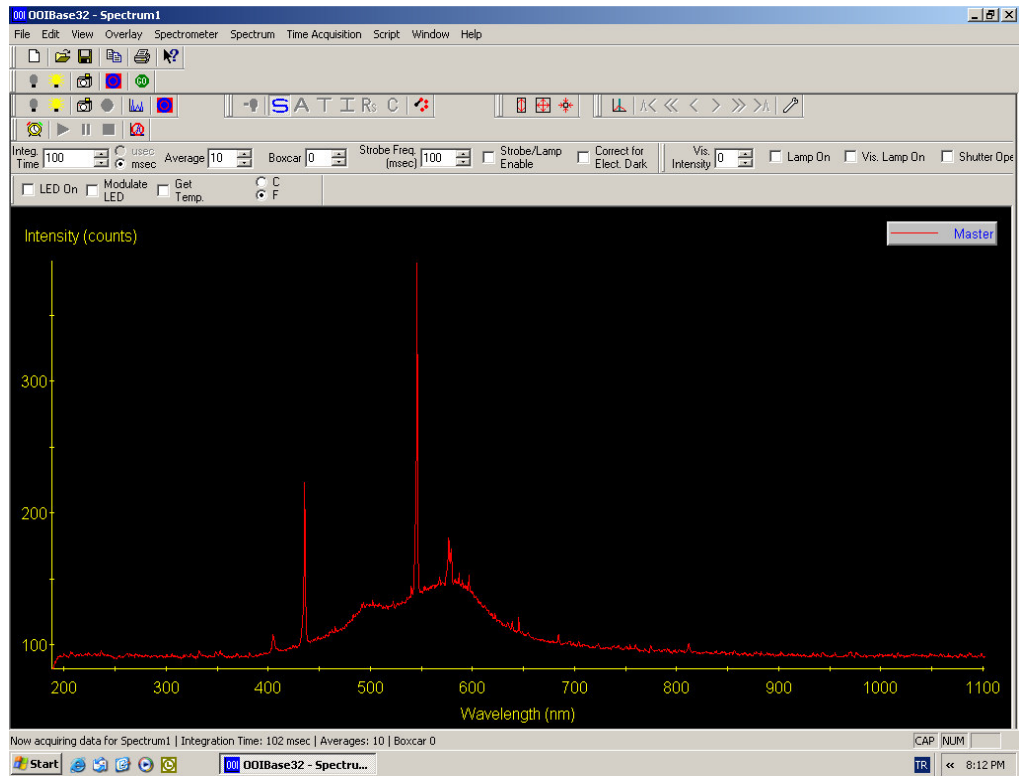 OOI OOIBase32 - Spectrum1
File Edit View Overlay Spectrometer Spectrum Time Acquisition Script Window Help
GO
S A T I Rs C
Integ. Time 100 usec msec Average 10 Boxcar 0 Strobe Freq. (msec) 100 Strobe/Lamp Enable Correct for Elect. Dark Vis. Intensity 0 Lamp On Vis. Lamp On Shutter Ope
LED On Modulate LED Get Temp. C F
Intensity (counts)
Master
300
200
100
200 300 400 500 600 700 800 900 1000 1100
Wavelength (nm)
Now acquiring data for Spectrum1 | Integration Time: 102 msec | Averages: 10 | Boxcar 0 CAP NUM
Start OOI OOIBase32 - Spectru... TR « 8:12 PM